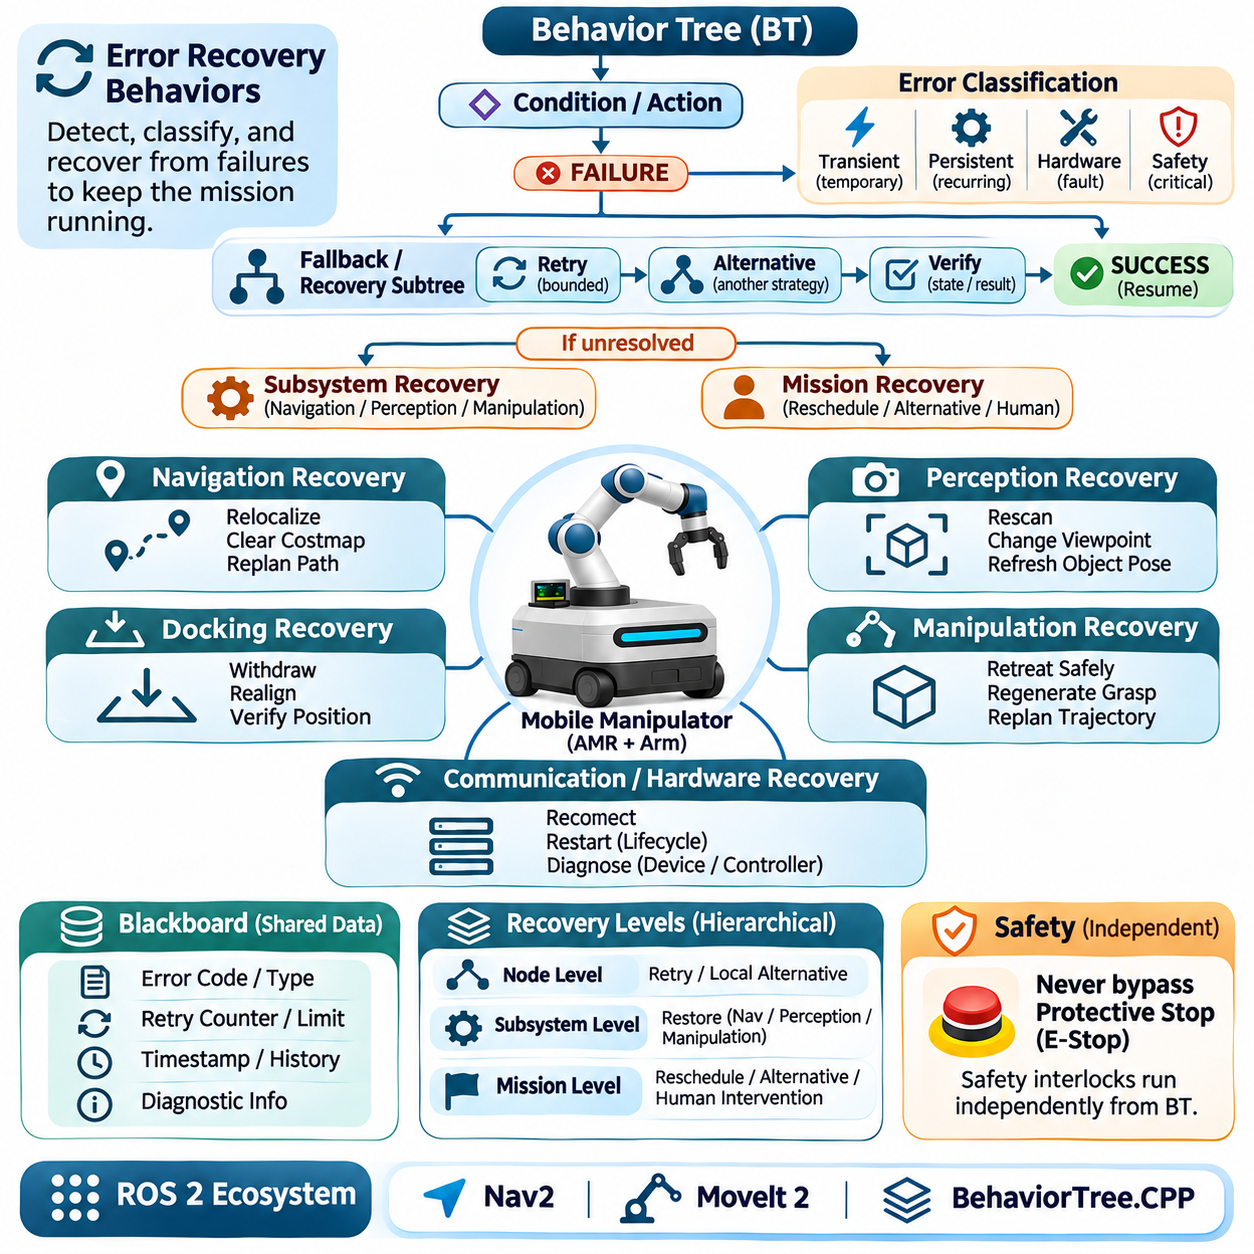 Error Recovery
Behaviors
Detect, classify, and
recover from failures
to keep the mission
running.
Behavior Tree (BT)
Condition / Action
FAILURE
Error Classification
Transient
(temporary)
Persistent
(recurring)
Hardware
(fault)
Safety
(critical)
Fallback /
Recovery Subtree
Retry
(bounded)
Alternative
(another strategy)
Verify
(state / result)
SUCCESS
(Resume)
If unresolved
Subsystem Recovery
(Navigation / Perception / Manipulation)
Mission Recovery
(Reschedule / Alternative / Human)
Navigation Recovery
Relocalize
Clear Costmap
Replan Path
Perception Recovery
Rescan
Change Viewpoint
Refresh Object Pose
Docking Recovery
Withdraw
Realign
Verify Position
Manipulation Recovery
Retreat Safely
Regenerate Grasp
Replan Trajectory
Mobile Manipulator
(AMR + Arm)
Communication / Hardware Recovery
Recomect
Restart (Lifecycle)
Diagnose (Device / Controller)
Blackboard (Shared Data)
Error Code / Type
Retry Counter / Limit
Timestamp / History
Diagnostic Info
Recovery Levels (Hierarchical)
Node Level
Retry / Local Alternative
Subsystem Level
Restore (Nav / Perception /
Manipulation)
Mission Level
Reschedule / Alternative /
Human Intervention
Safety (Independent)
Never bypass
Protective Stop
(E-Stop)
Safety interlocks run
independently from BT.
ROS 2 Ecosystem
Nav2
MoveIt 2
BehaviorTree.CPP